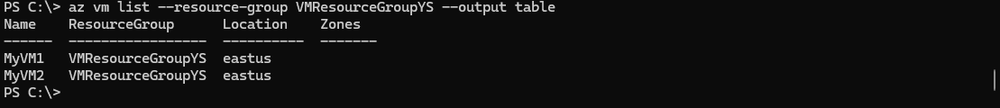 PS C:\> az vm list --resource-group VMResourceGroupYS --output table
Name    ResourceGroup      Location    Zones
------  -----------------  ----------  -------
MyVM1   VMResourceGroupYS  eastus
MyVM2   VMResourceGroupYS  eastus
PS C:\>